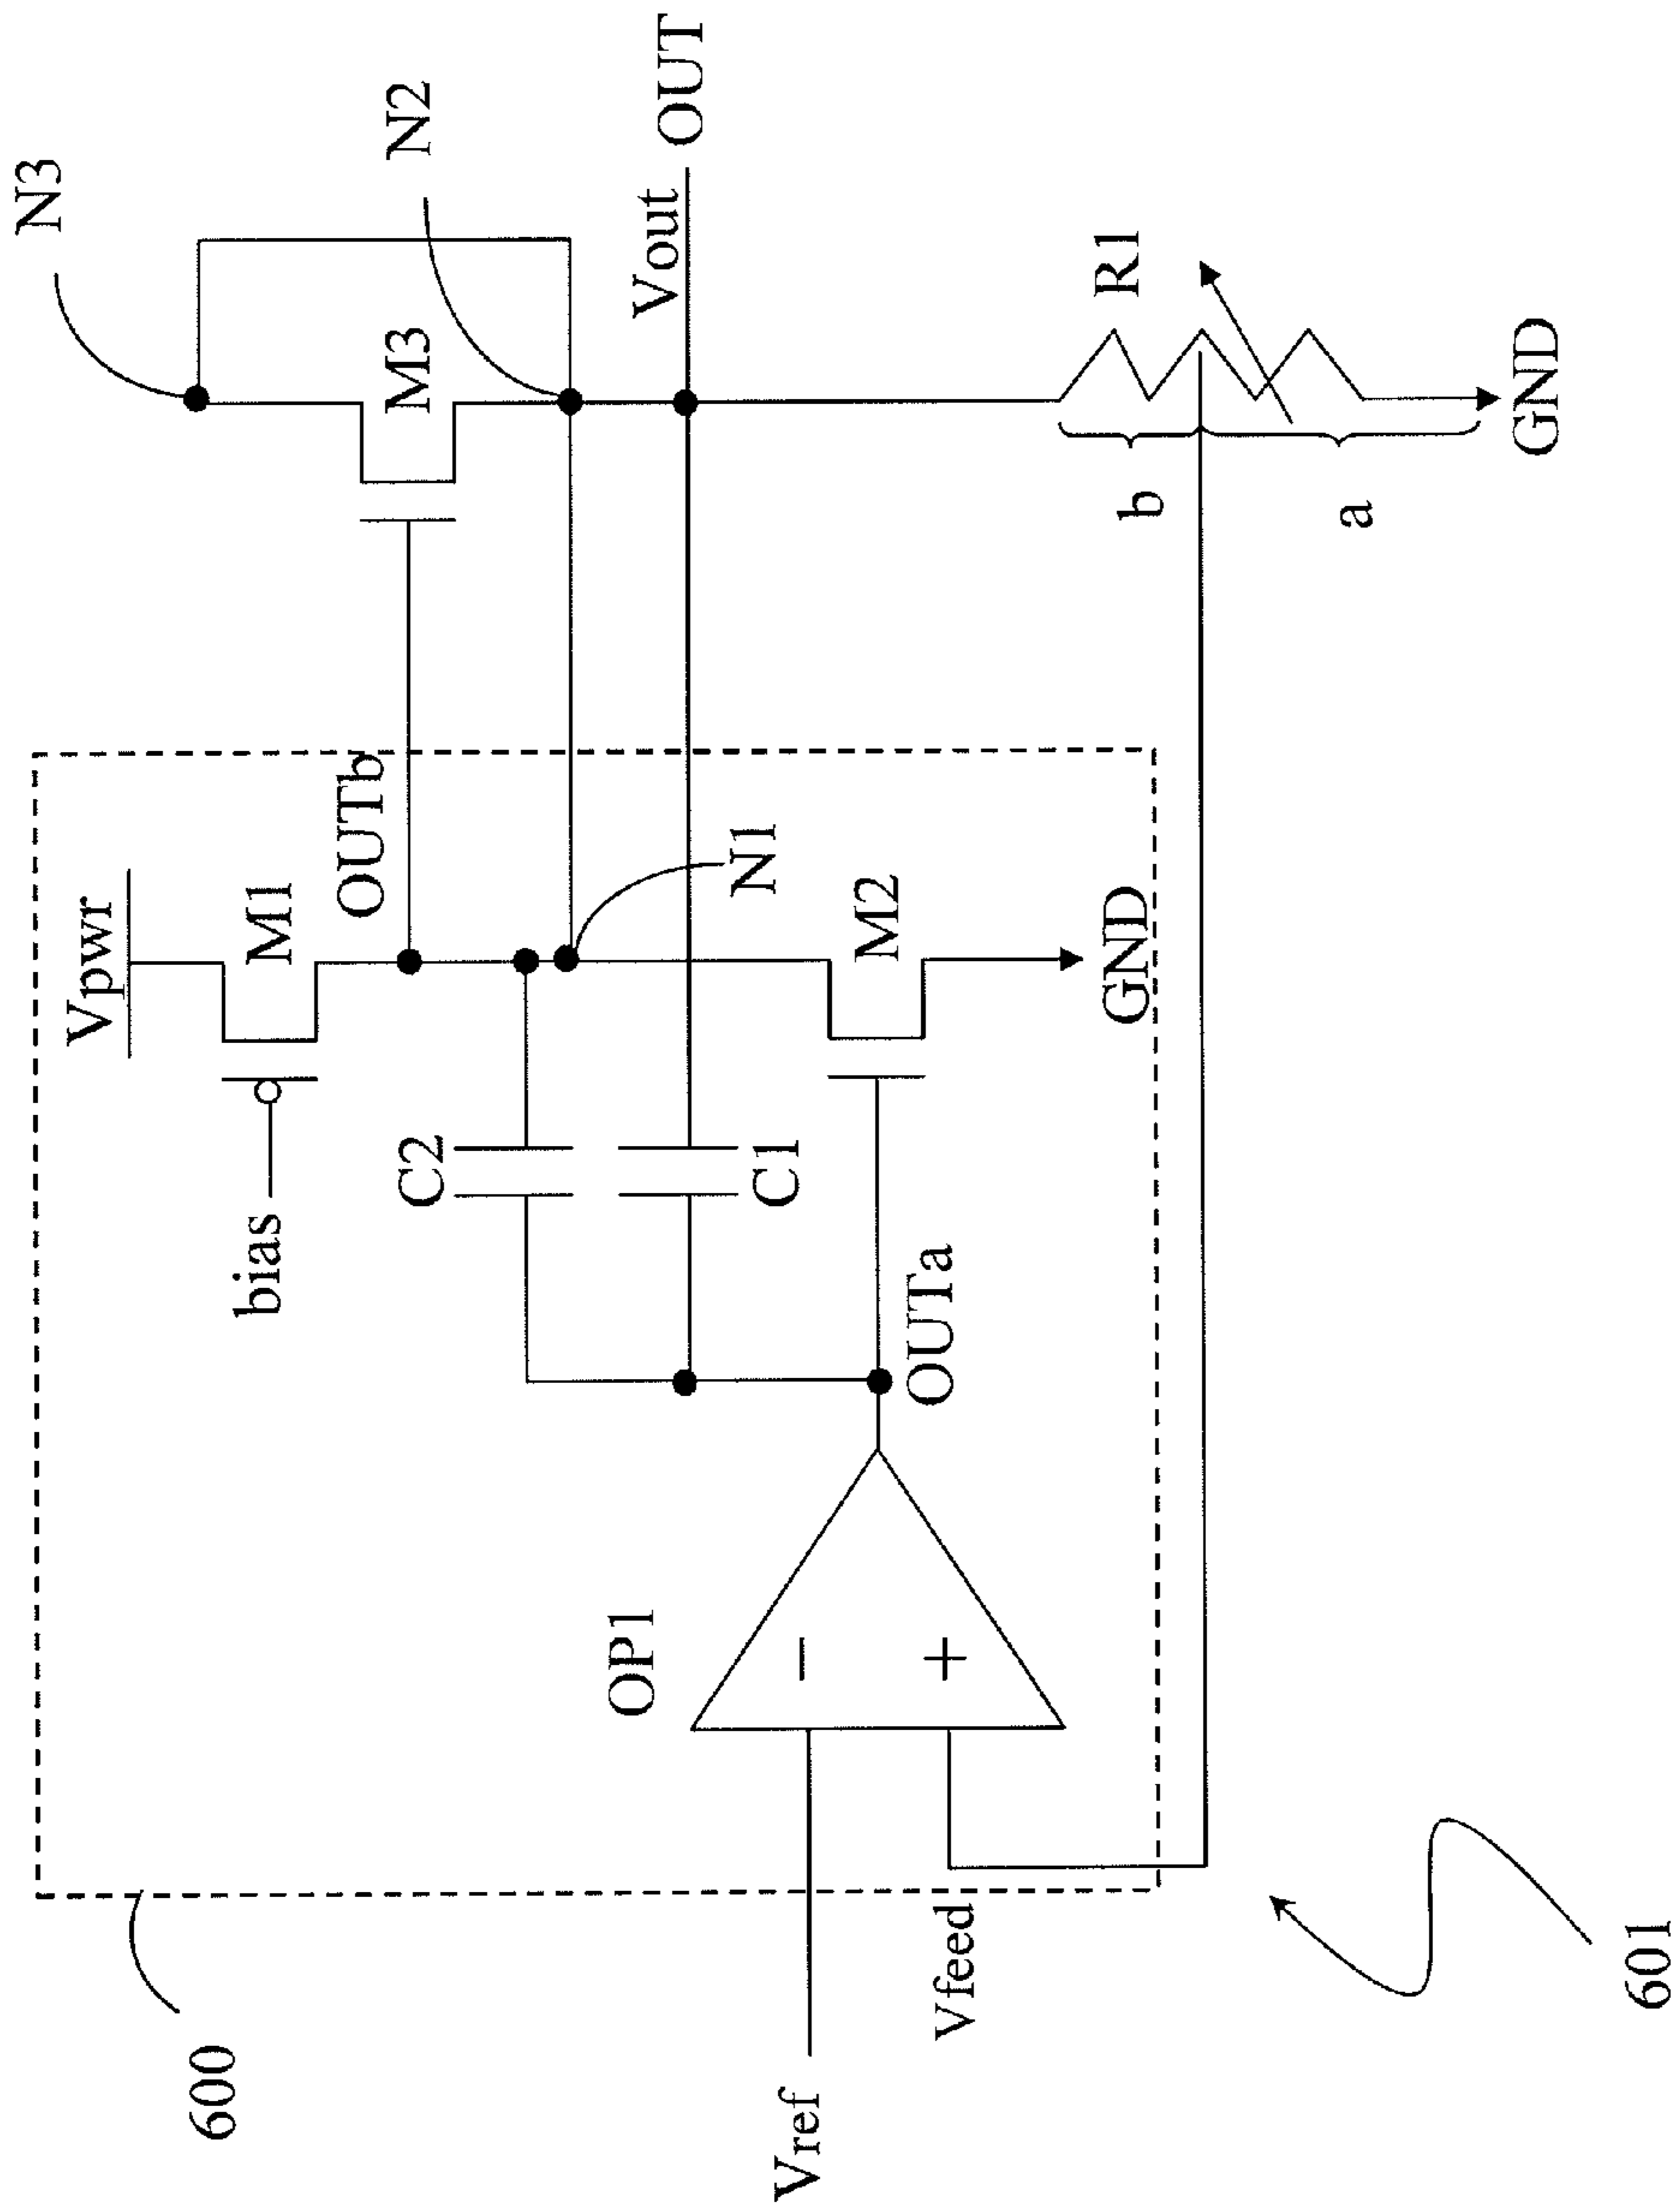 N3
N2
OUT
Vout
M3
R1
b
a
GND
Vpwr
M1
OUTb
N1
M2
GND
bias
C2
C1
OUTa
OP1
−
+
Vref
Vfeed
600
601